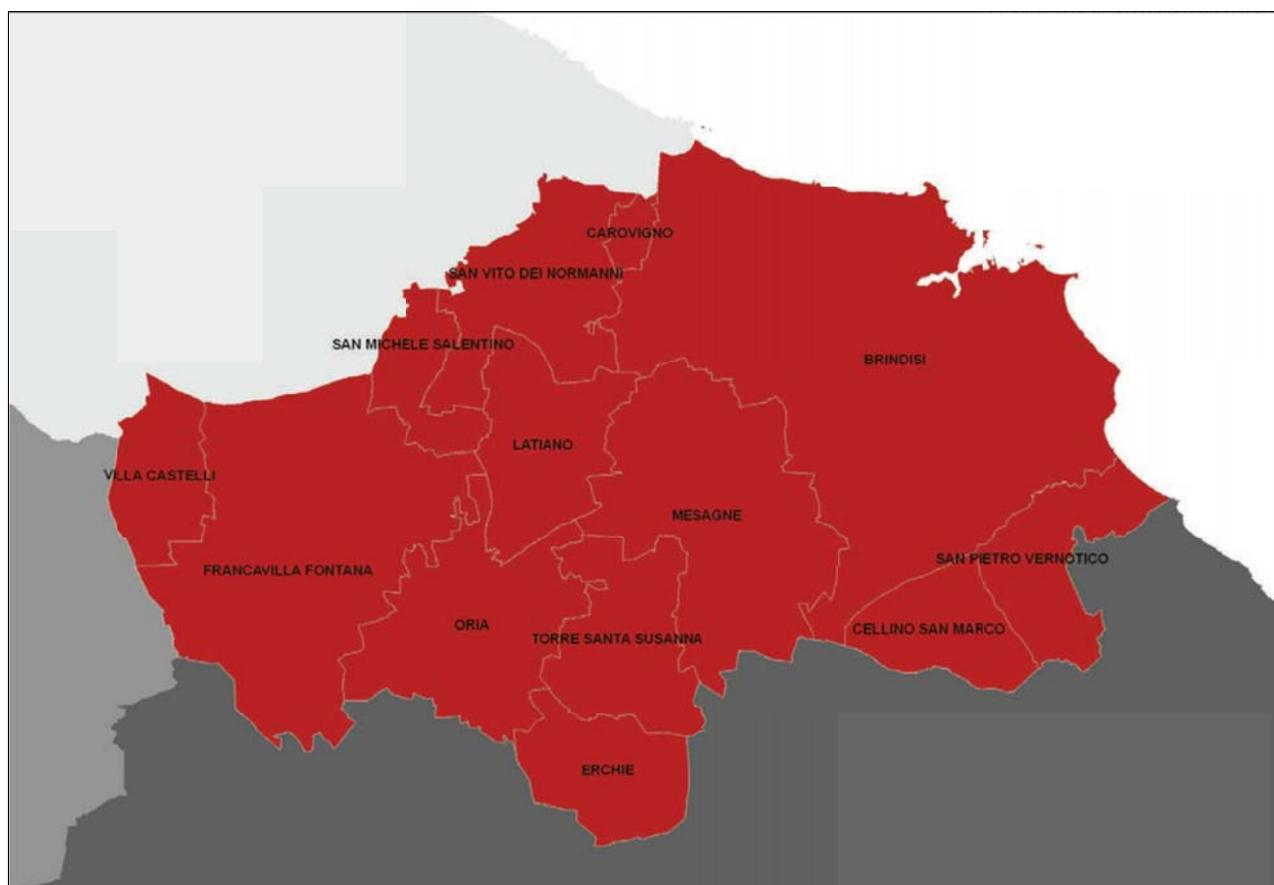 CAROVIGNO
SAN VITO DEI NORMANNI
SAN MICHELE SALENTINO
BRINDISI
LATIANO
VILLA CASTELLI
MESAGNE
SAN PIETRO VERNOTICO
FRANCAVILLA FONTANA
ORIA
CELLINO SAN MARCO
TORRE SANTA SUSANNA
ERCHIE